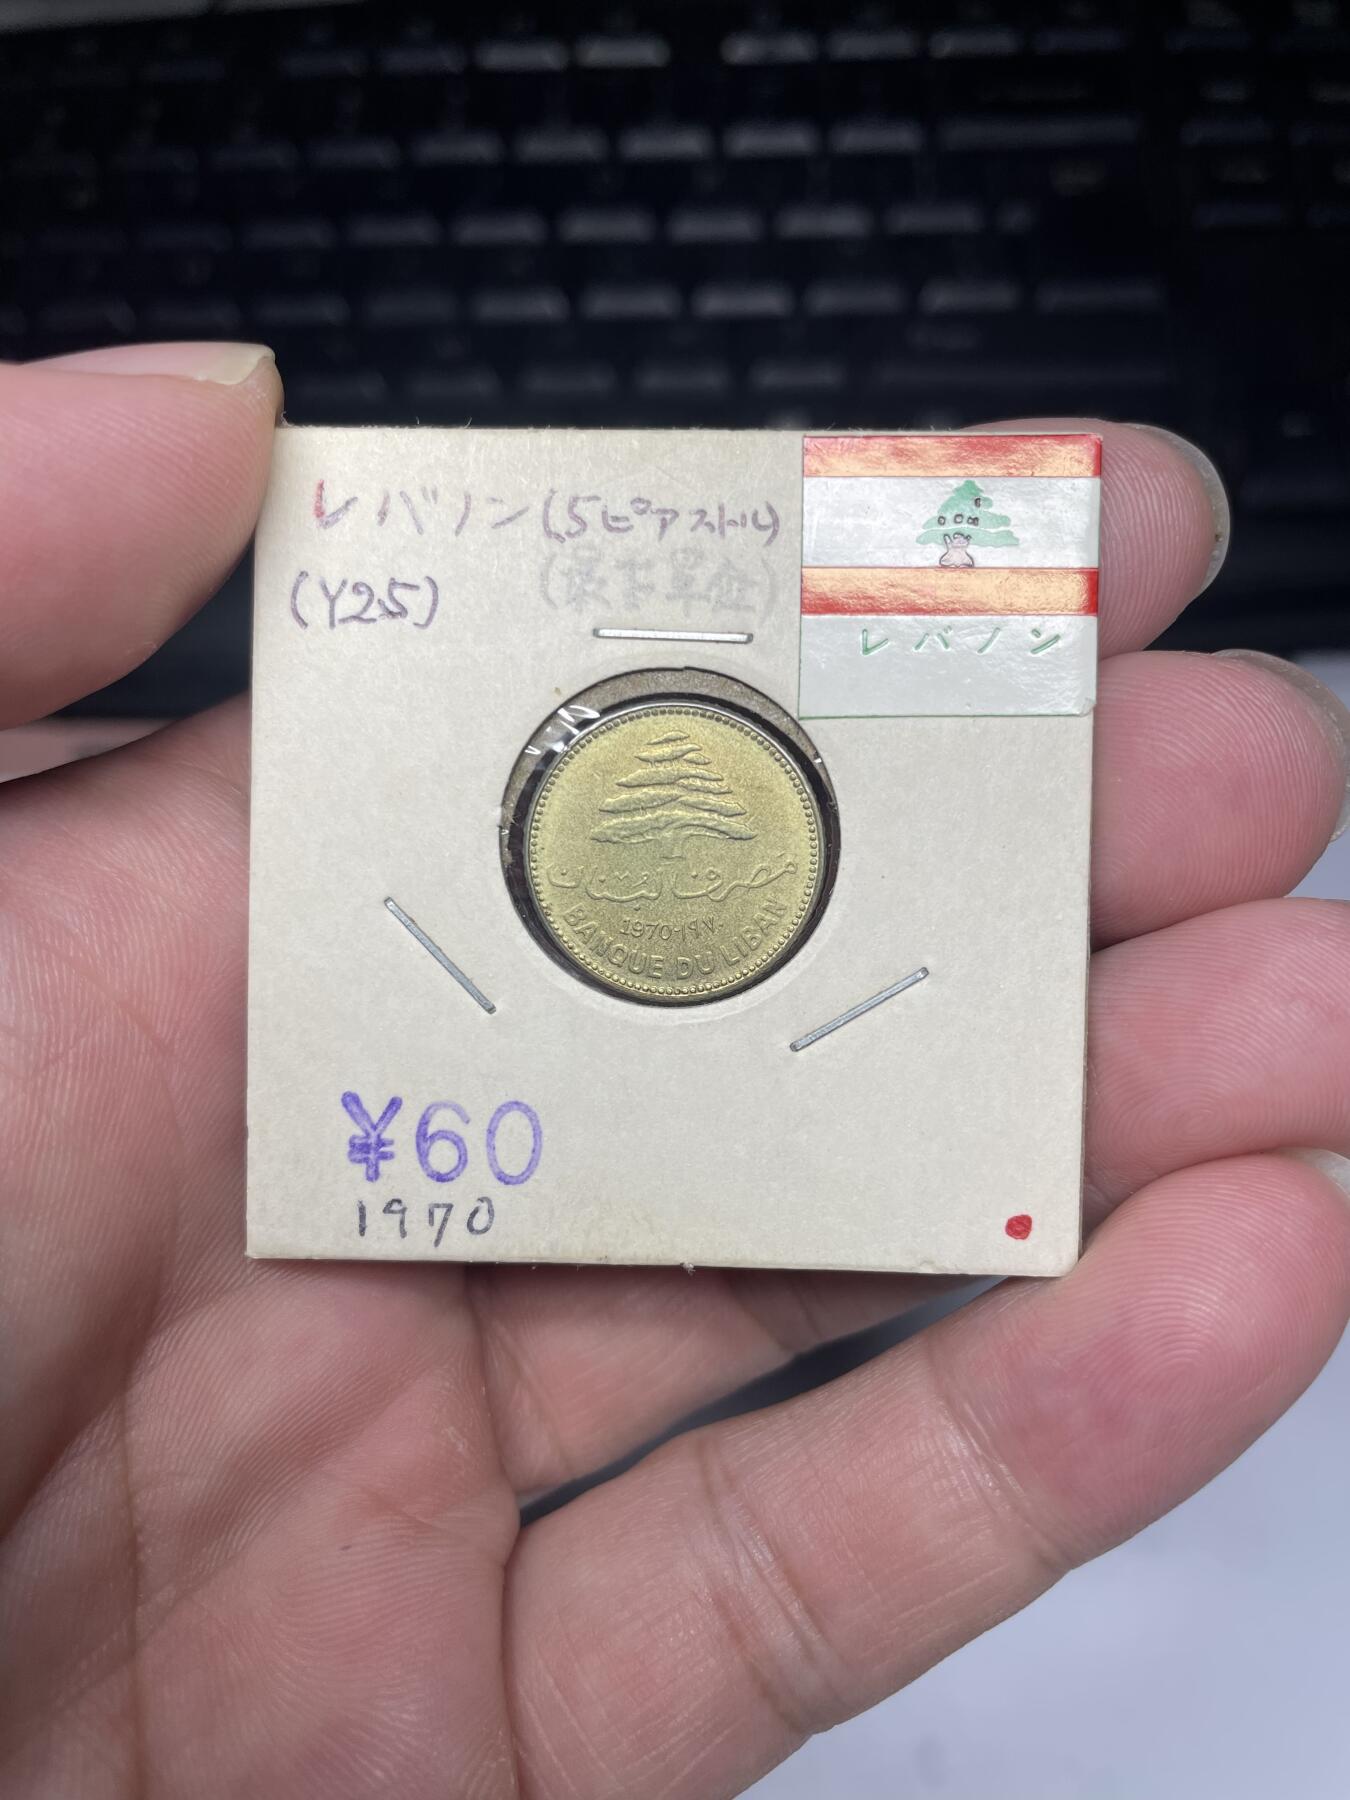 レバノン(5ピアストル)
(Y25)
レバノン
مصرف لبنان
1970-١٩٧٠
BANQUE DU LIBAN
¥60
1970